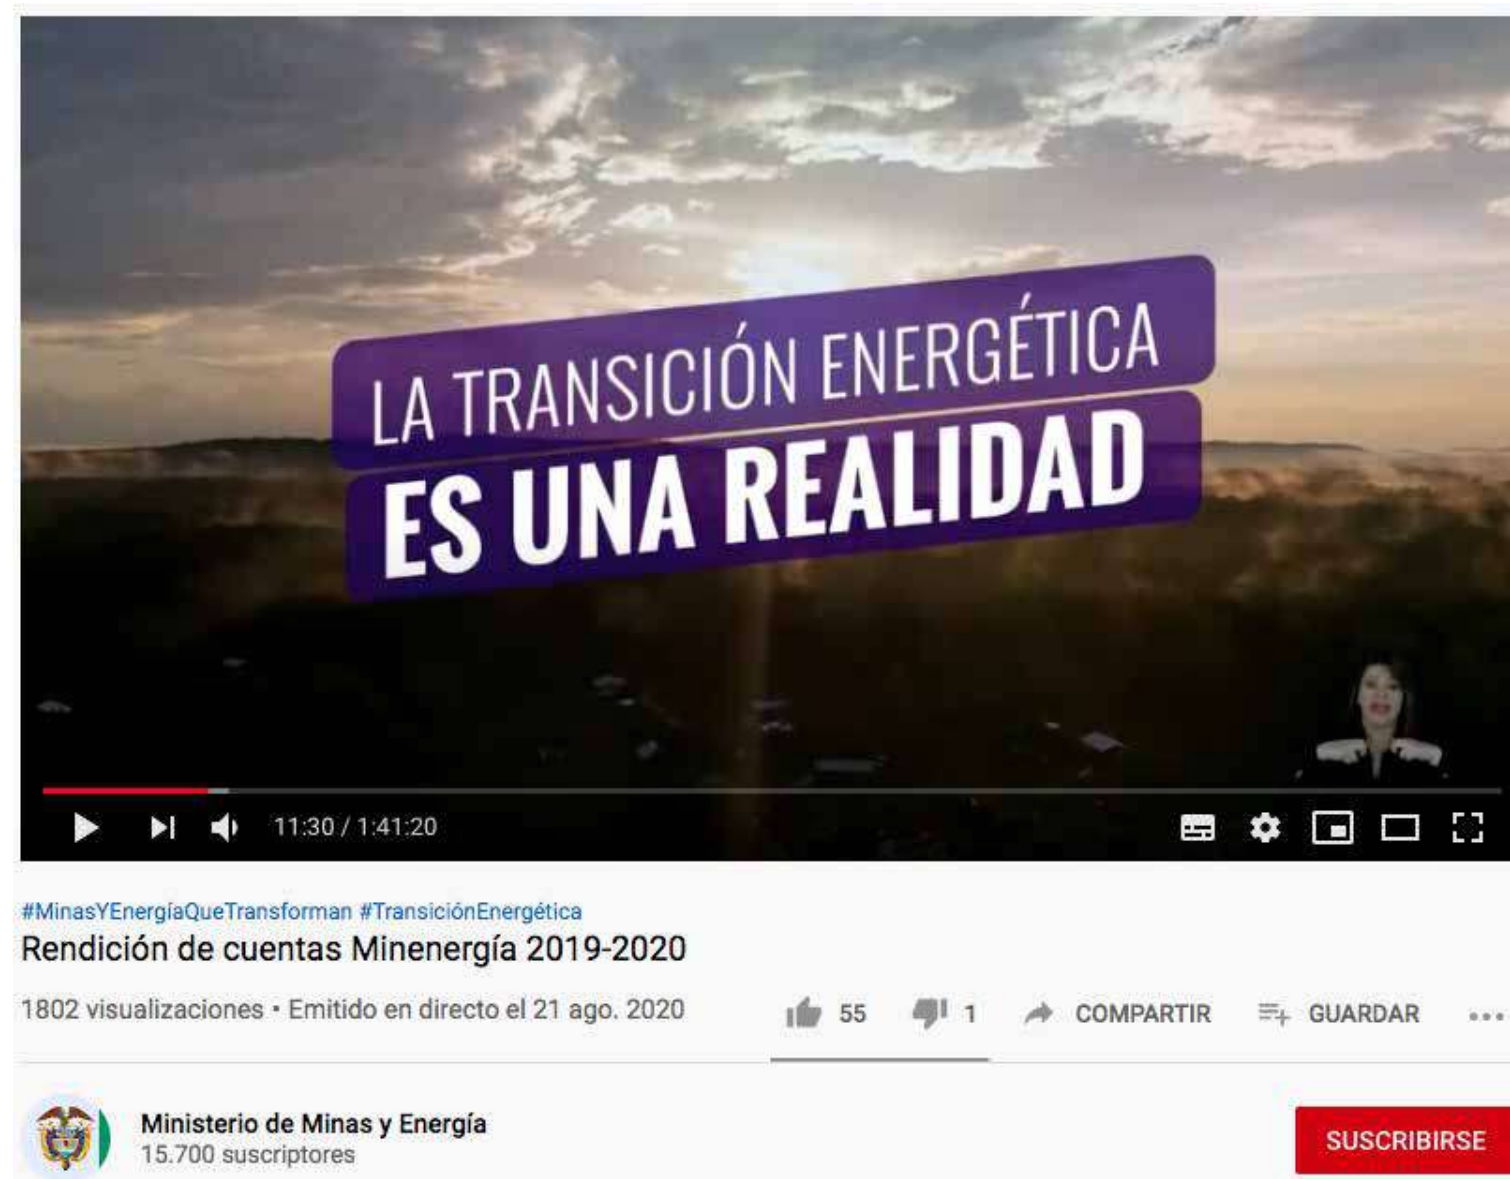 LA TRANSICIÓN ENERGÉTICA
ES UNA REALIDAD
11:30 / 1:41:20
#MinasYEnergíaQueTransforman #TransiciónEnergética
Rendición de cuentas Minenergía 2019-2020
1802 visualizaciones • Emitido en directo el 21 ago. 2020
55
1
COMPARTIR
GUARDAR
Ministerio de Minas y Energía
15.700 suscriptores
SUSCRIBIRSE